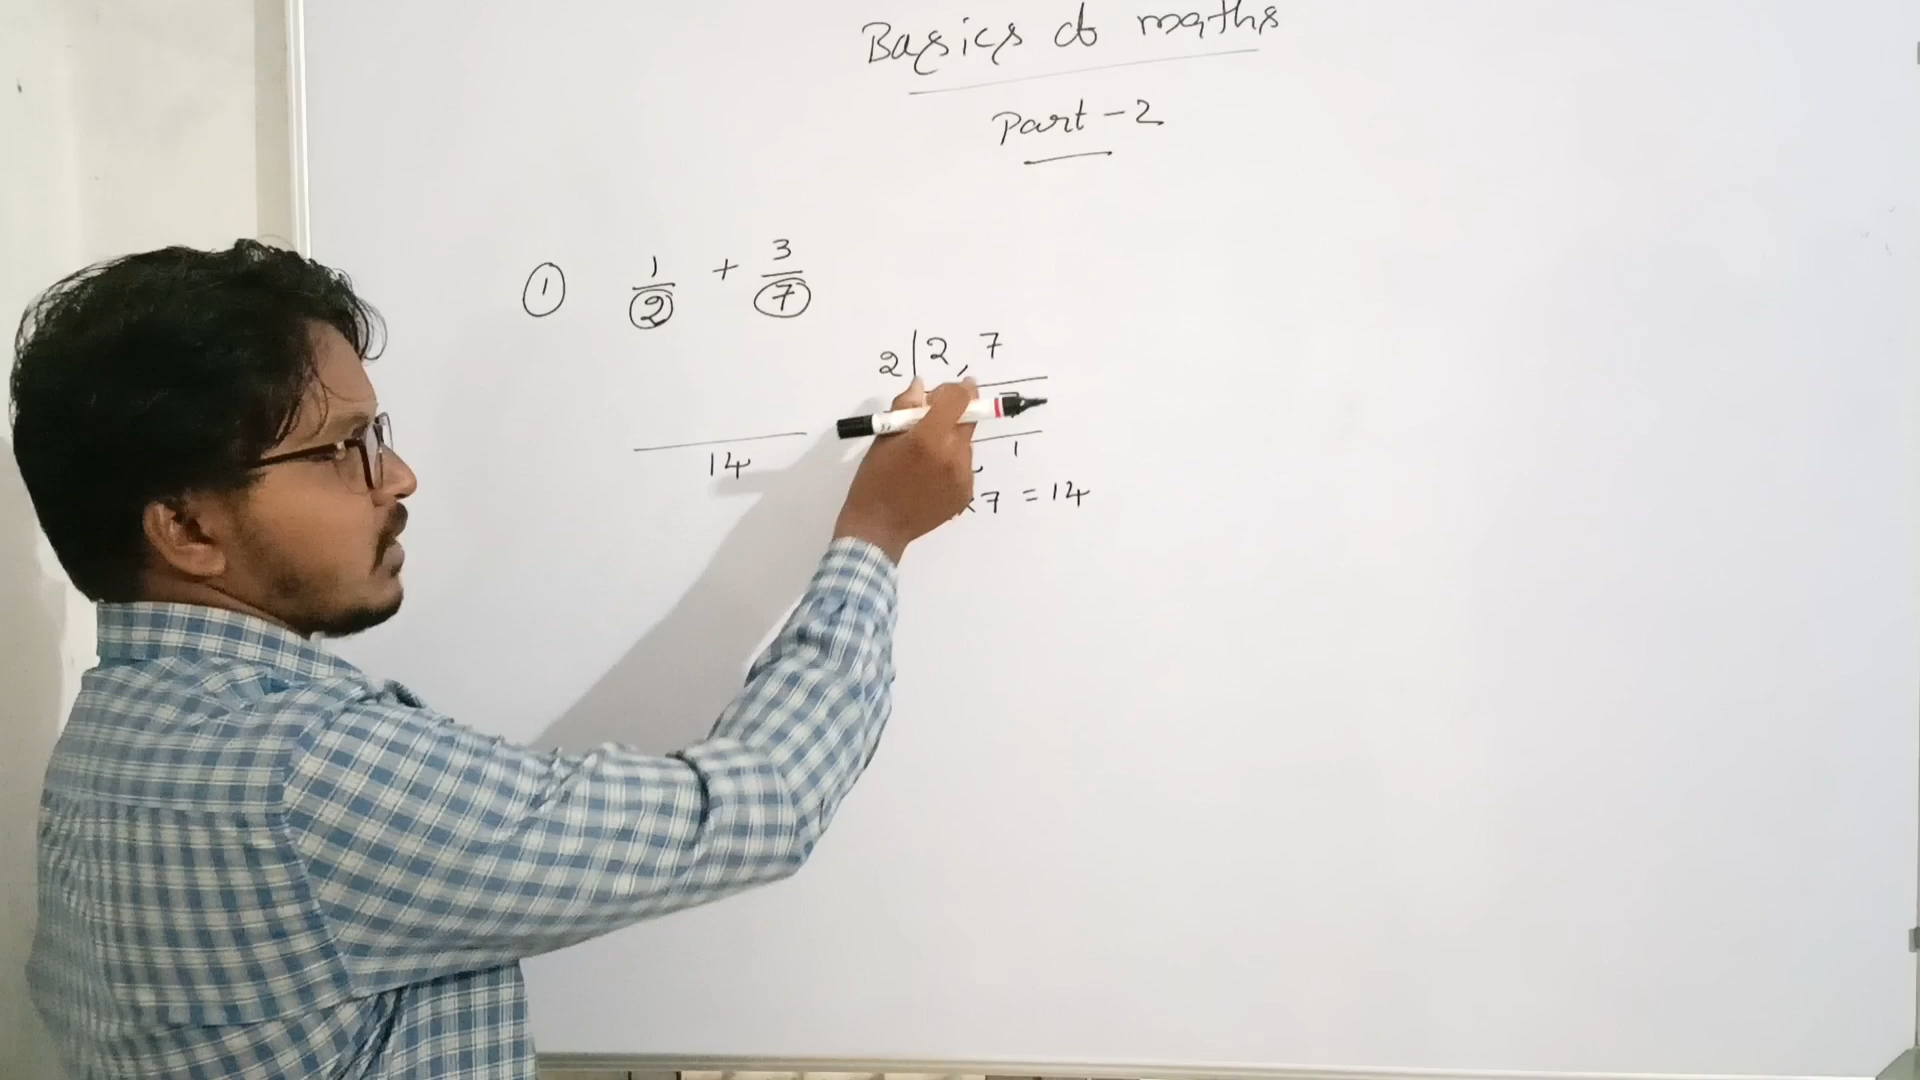 Basics of maths
Part - 2
① 1/2 + 3/7
2 | 2, 7
1
14
×7 = 14